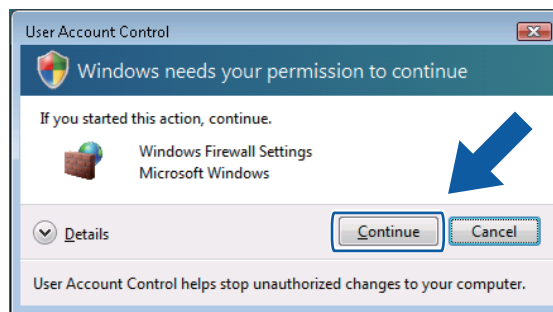 User Account Control
Windows needs your permission to continue
If you started this action, continue.
Windows Firewall Settings
Microsoft Windows
Details
Continue
Cancel
User Account Control helps stop unauthorized changes to your computer.